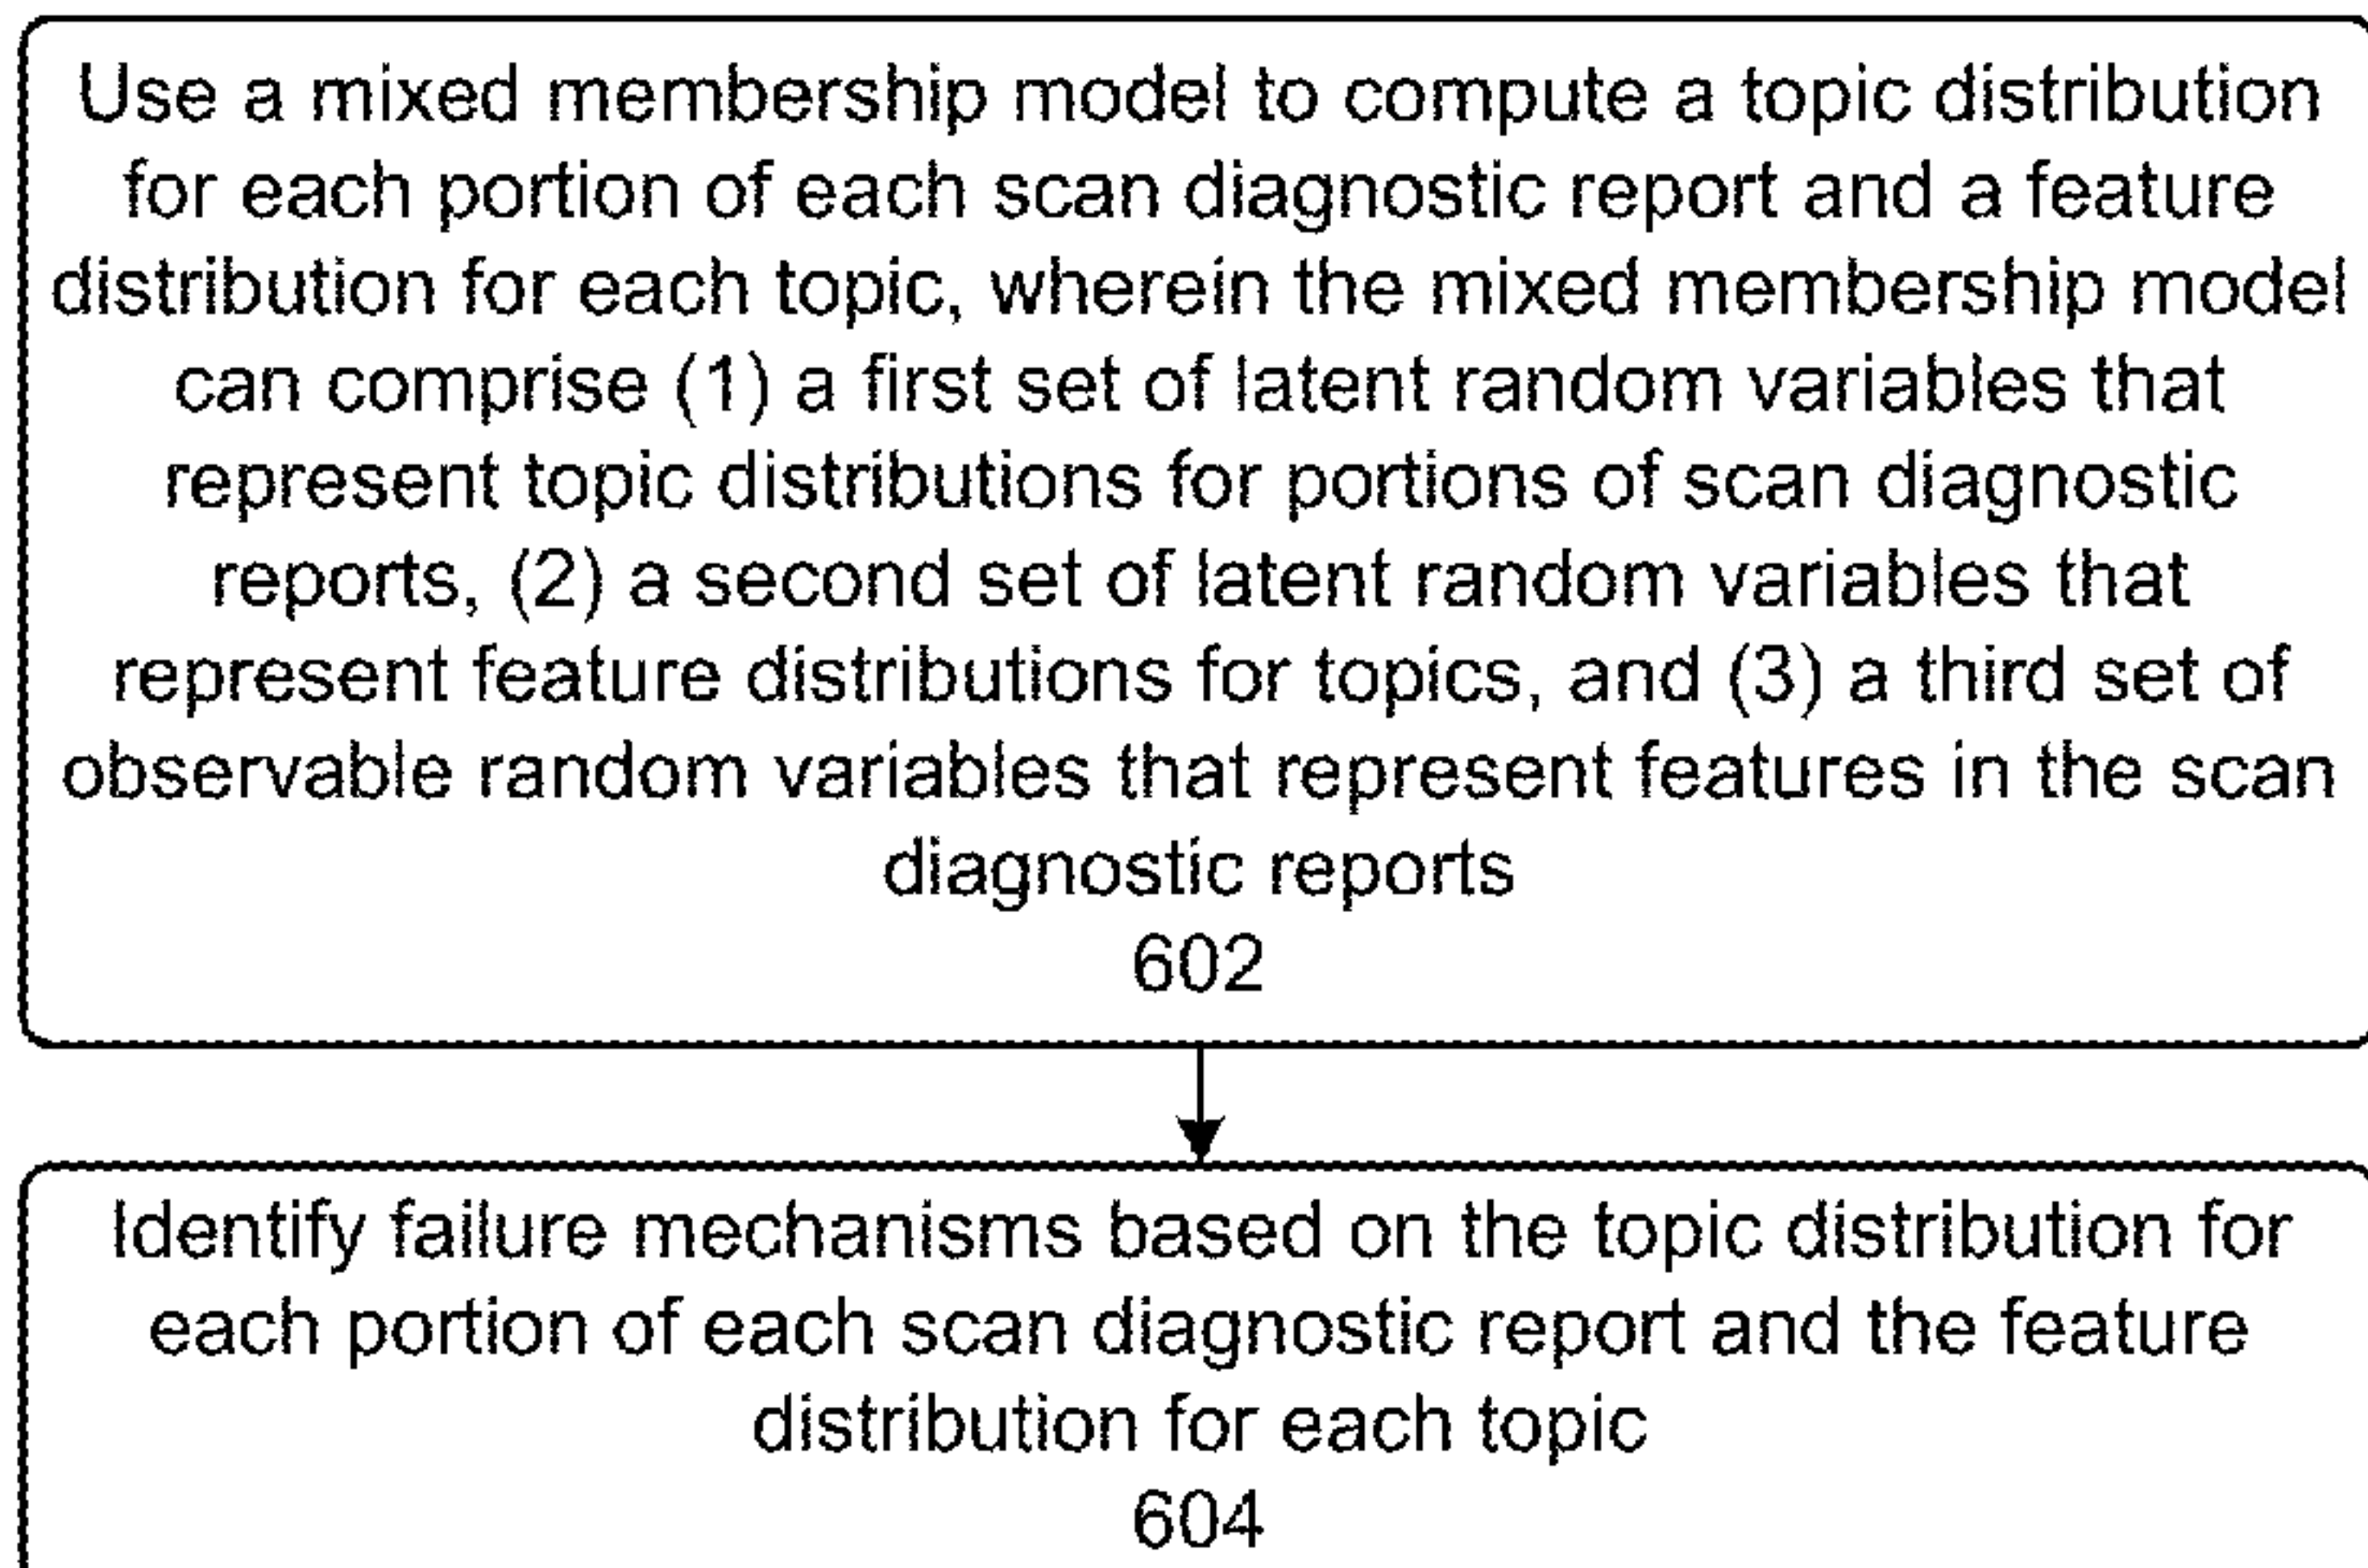 Use a mixed membership model to compute a topic distribution
for each portion of each scan diagnostic report and a feature
distribution for each topic, wherein the mixed membership model
can comprise (1) a first set of latent random variables that
represent topic distributions for portions of scan diagnostic
reports, (2) a second set of latent random variables that
represent feature distributions for topics, and (3) a third set of
observable random variables that represent features in the scan
diagnostic reports
602
Identify failure mechanisms based on the topic distribution for
each portion of each scan diagnostic report and the feature
distribution for each topic
604